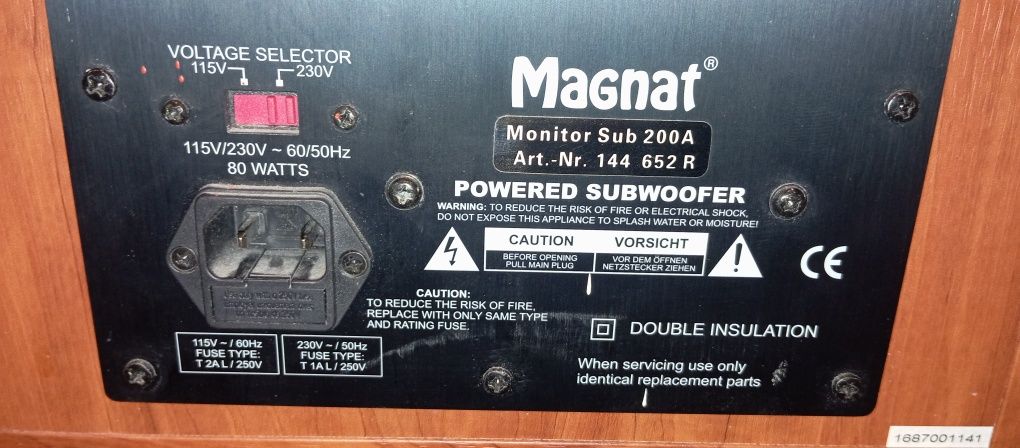 VOLTAGE SELECTOR
115V
230V
115V/230V ~ 60/50Hz
80 WATTS
Magnat®
Monitor Sub 200A
Art.-Nr. 144 652 R
POWERED SUBWOOFER
WARNING: TO REDUCE THE RISK OF FIRE OR ELECTRICAL SHOCK,
DO NOT EXPOSE THIS APPLIANCE TO SPLASH WATER OR MOISTURE!
CAUTION
BEFORE OPENING
PULL MAIN PLUG
VORSICHT
VOR DEM ÖFFNEN
NETZSTECKER ZIEHEN
CE
CAUTION:
TO REDUCE THE RISK OF FIRE,
REPLACE WITH ONLY SAME TYPE
AND RATING FUSE.
115V ~ / 60Hz
FUSE TYPE:
T 2A L / 250V
230V ~ / 50Hz
FUSE TYPE:
T 1A L / 250V
DOUBLE INSULATION
When servicing use only
identical replacement parts
1687001141